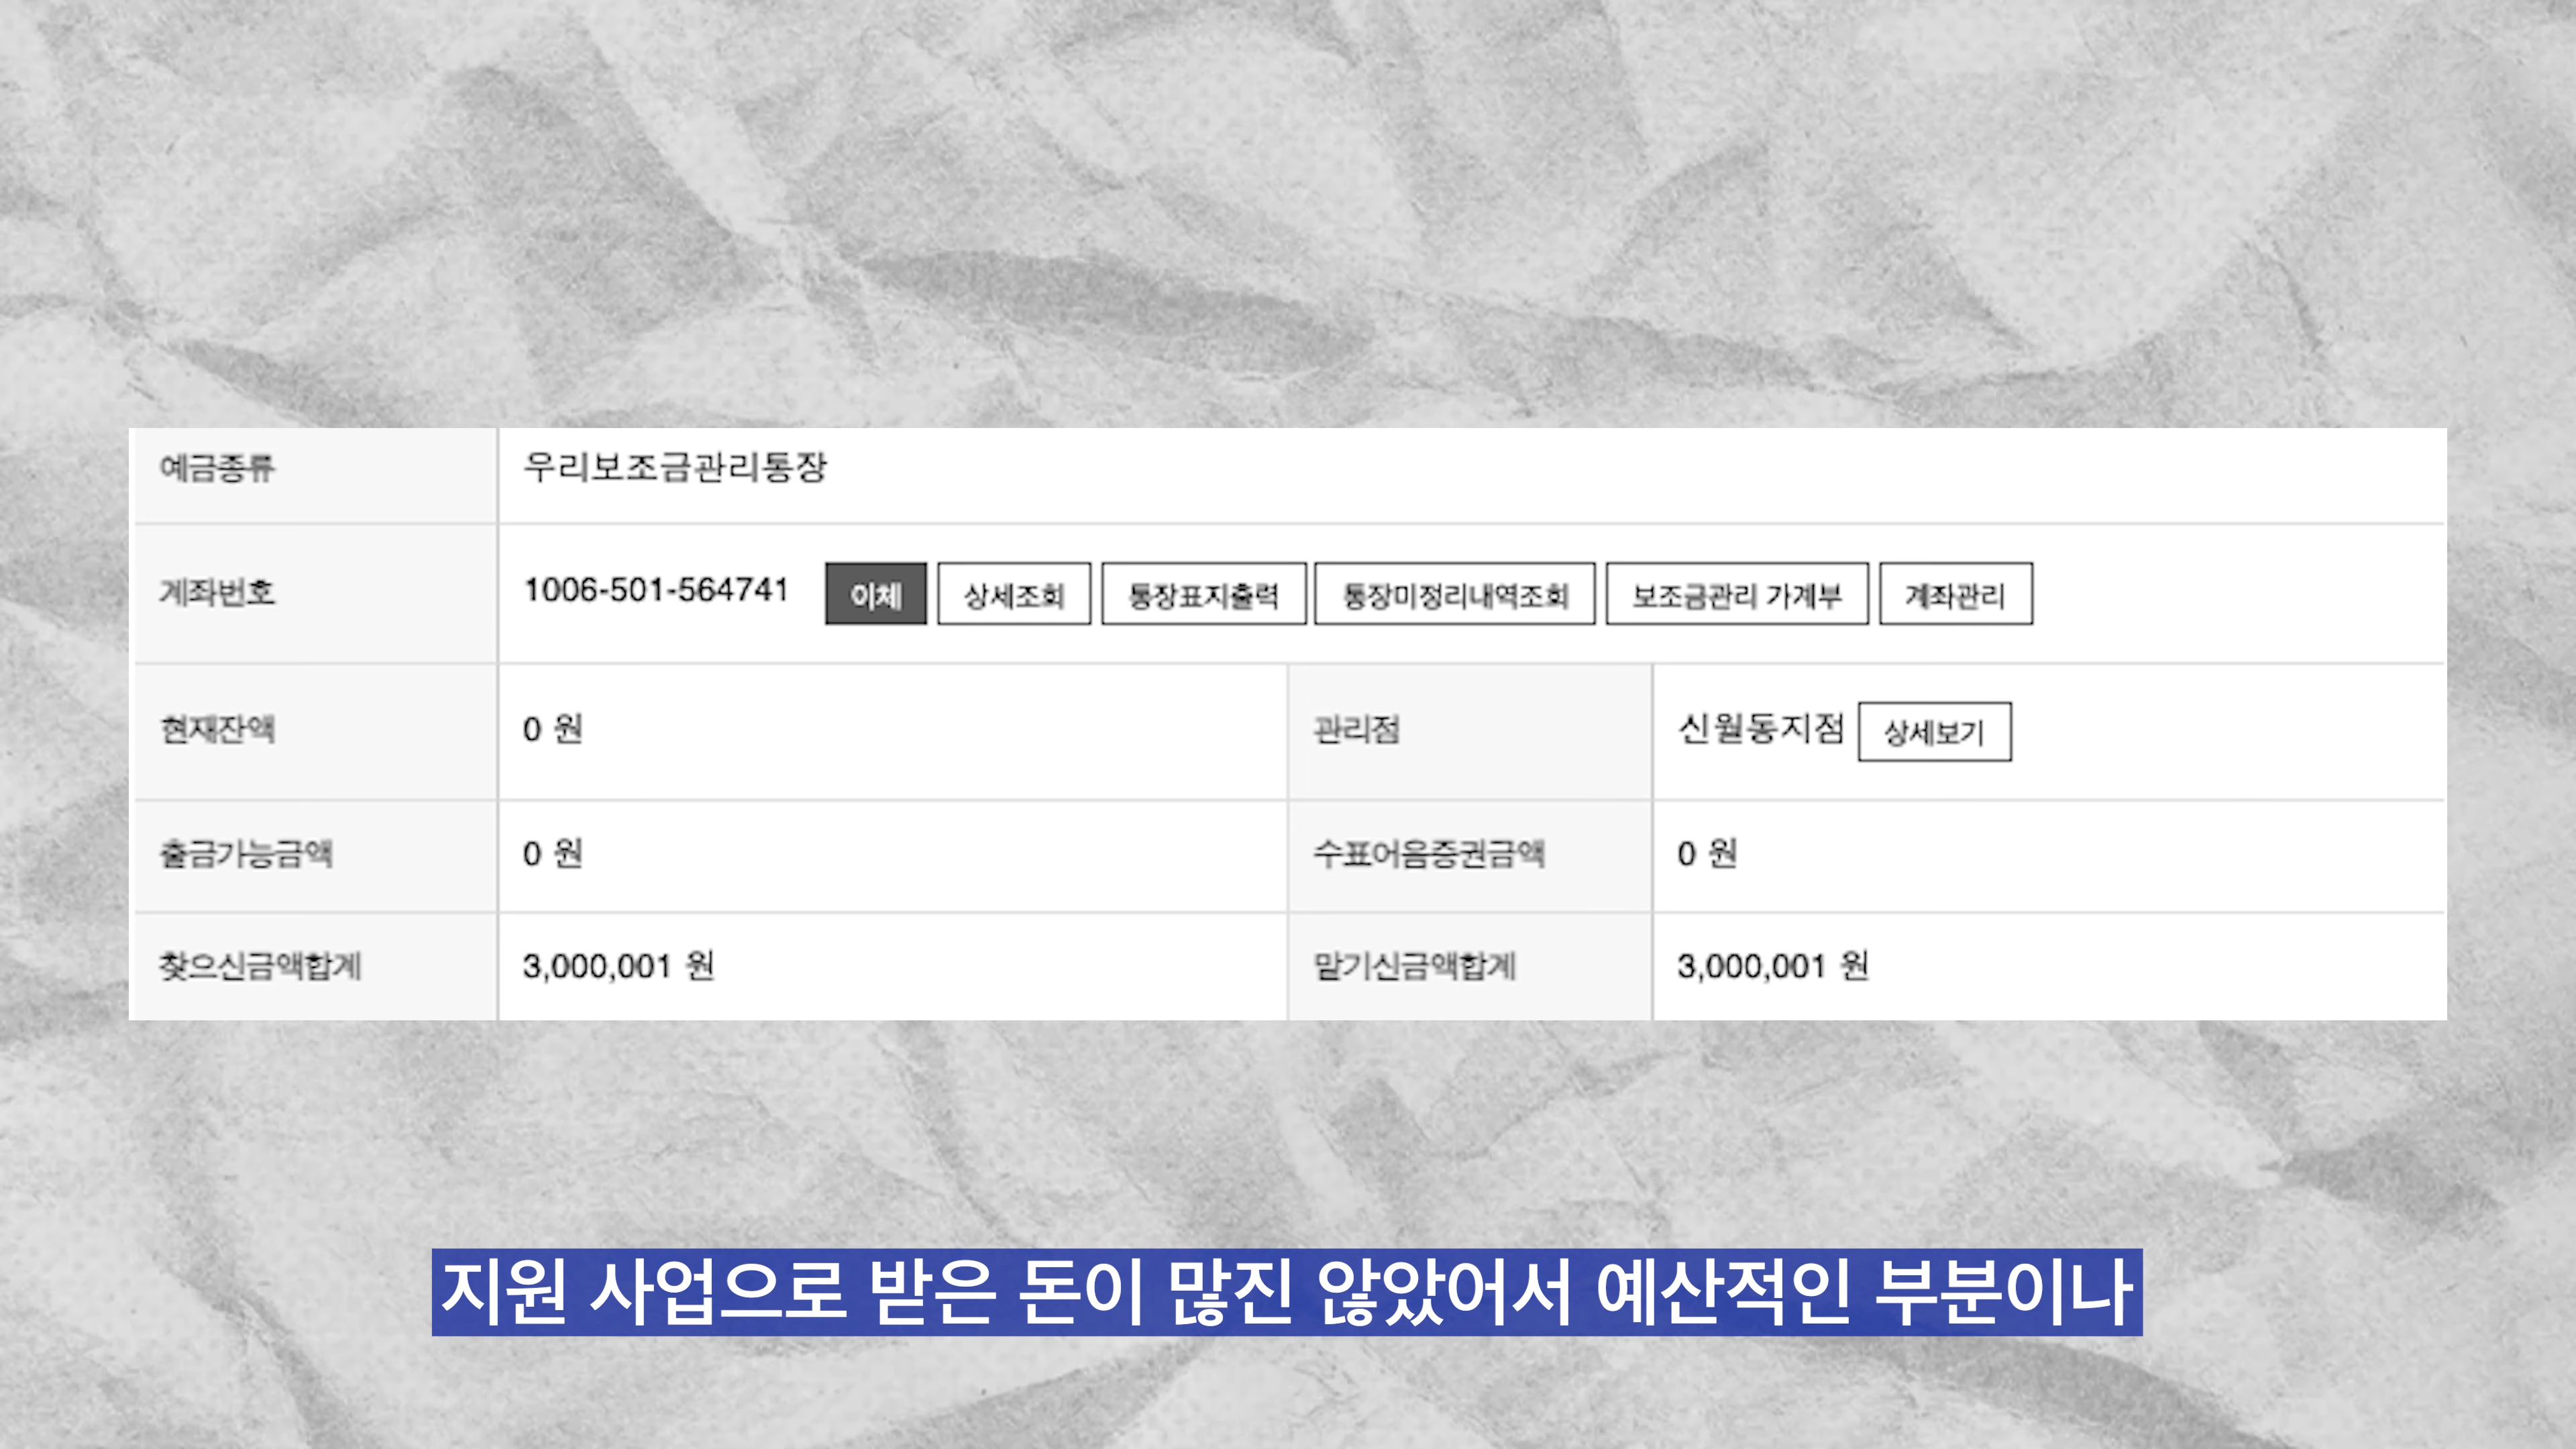 예금종류 우리보조금관리통장
계좌번호 1006-501-564741 이체 상세조회 통장표지출력 통장미정리내역조회 보조금관리 가계부 계좌관리
현재잔액 0 원 관리점 신월동지점 상세보기
출금가능금액 0 원 수표어음증권금액 0 원
찾으신금액합계 3,000,001 원 맡기신금액합계 3,000,001 원
지원 사업으로 받은 돈이 많진 않았어서 예산적인 부분이나